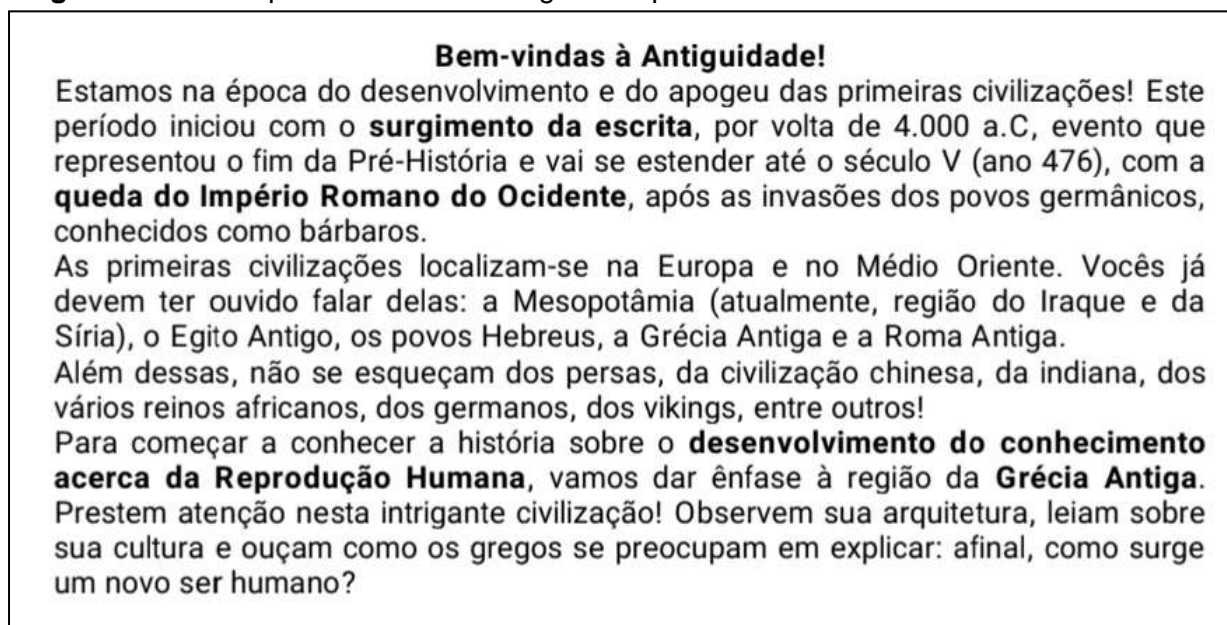 Bem-vindas à Antiguidade!
Estamos na época do desenvolvimento e do apogeu das primeiras civilizações! Este
período iniciou com o surgimento da escrita, por volta de 4.000 a.C, evento que
representou o fim da Pré-História e vai se estender até o século V (ano 476), com a
queda do Império Romano do Ocidente, após as invasões dos povos germânicos,
conhecidos como bárbaros.
As primeiras civilizações localizam-se na Europa e no Médio Oriente. Vocês já
devem ter ouvido falar delas: a Mesopotâmia (atualmente, região do Iraque e da
Síria), o Egito Antigo, os povos Hebreus, a Grécia Antiga e a Roma Antiga.
Além dessas, não se esqueçam dos persas, da civilização chinesa, da indiana, dos
vários reinos africanos, dos germanos, dos vikings, entre outros!
Para começar a conhecer a história sobre o desenvolvimento do conhecimento
acerca da Reprodução Humana, vamos dar ênfase à região da Grécia Antiga.
Prestem atenção nesta intrigante civilização! Observem sua arquitetura, leiam sobre
sua cultura e ouçam como os gregos se preocupam em explicar: afinal, como surge
um novo ser humano?